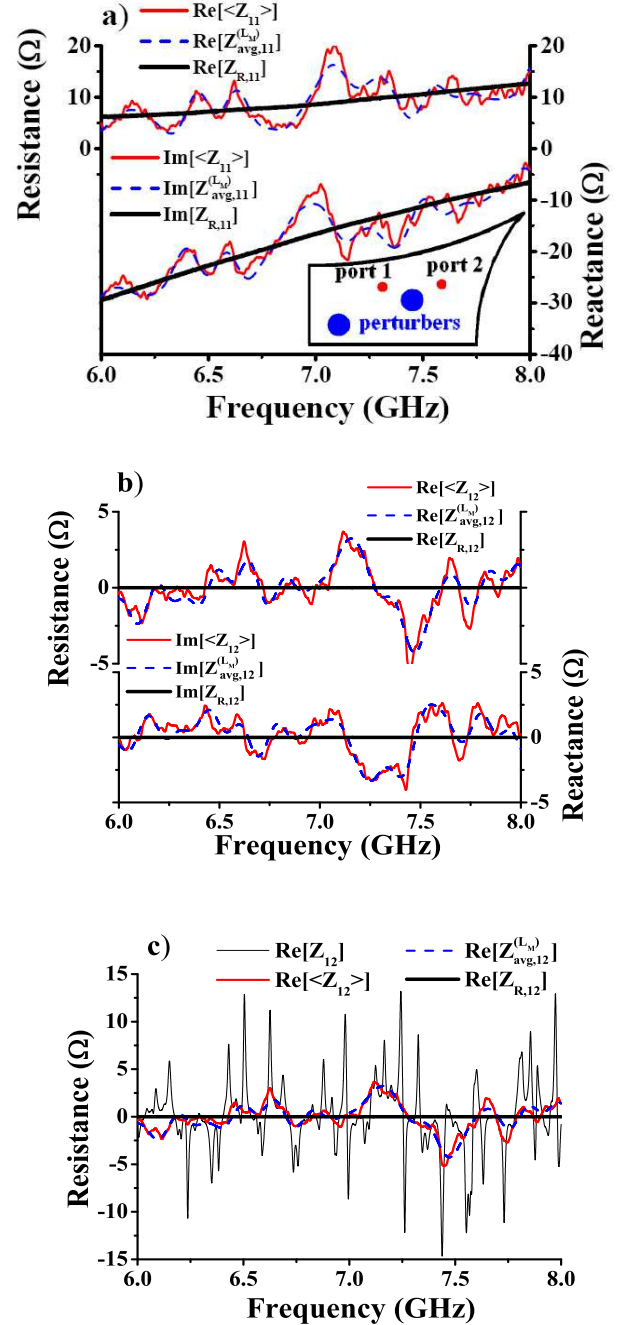 a)
Re[<Z11>]
Re[Z(LM)avg,11]
Re[ZR,11]
20
10
0
20
10
0
Resistance (Ω)
Im[<Z11>]
Im[Z(LM)avg,11]
Im[ZR,11]
-10
-20
-30
-40
Reactance (Ω)
port 1
port 2
perturbers
6.0
6.5
7.0
7.5
8.0
Frequency (GHz)
b)
Re[<Z12>]
Re[Z(LM)avg,12]
Re[ZR,12]
5
0
-5
Resistance (Ω)
Im[<Z12>]
Im[Z(LM)avg,12]
Im[ZR,12]
5
0
-5
Reactance (Ω)
6.0
6.5
7.0
7.5
8.0
Frequency (GHz)
c)
Re[Z12]
Re[<Z12>]
Re[Z(LM)avg,12]
Re[ZR,12]
15
10
5
0
-5
-10
-15
Resistance (Ω)
6.0
6.5
7.0
7.5
8.0
Frequency (GHz)